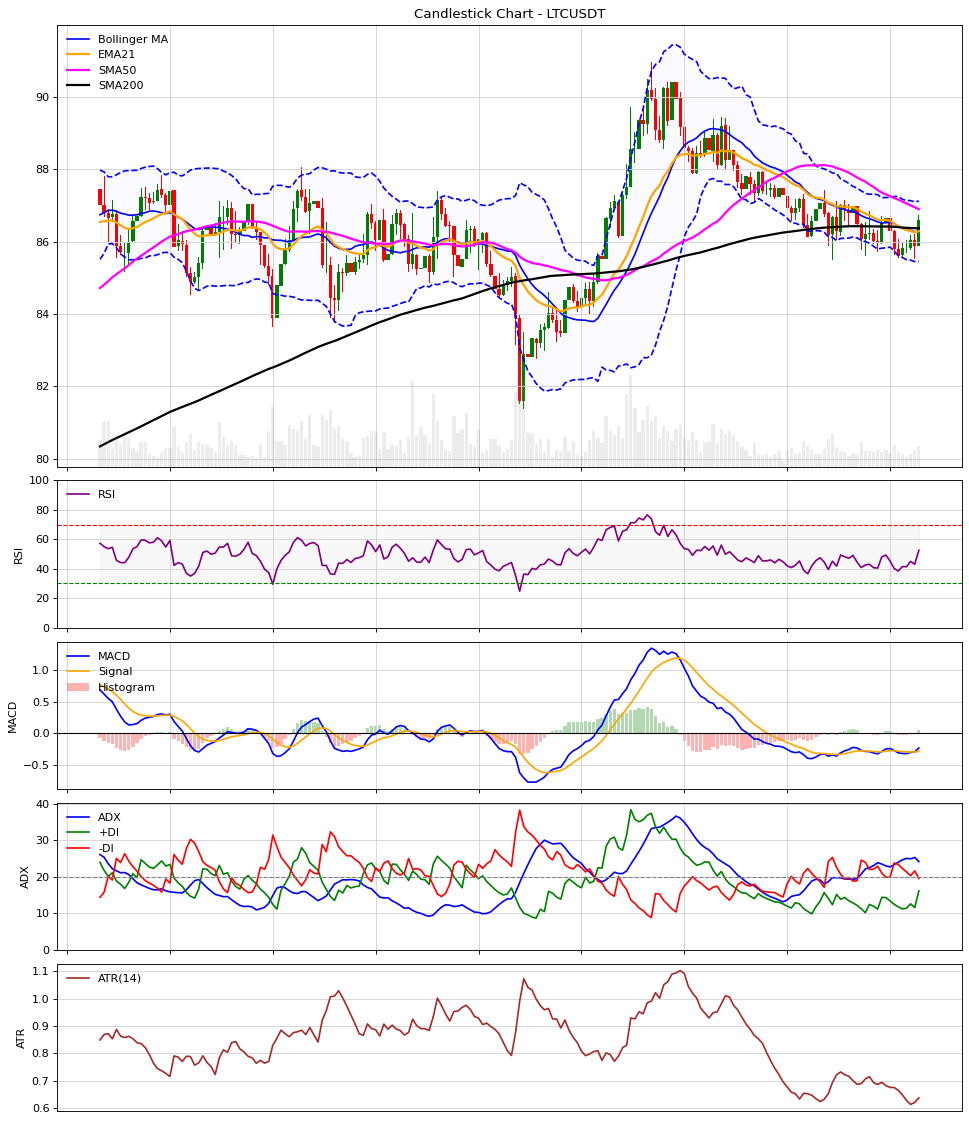 Candlestick Chart - LTCUSDT
Bollinger MA
EMA21
SMA50
SMA200
90
88
86
84
82
80
RSI
100
80
60
40
20
0
RSI
MACD
Signal
Histogram
1.0
0.5
0.0
−0.5
MACD
ADX
+DI
-DI
40
30
20
10
0
ADX
ATR(14)
1.1
1.0
0.9
0.8
0.7
0.6
ATR